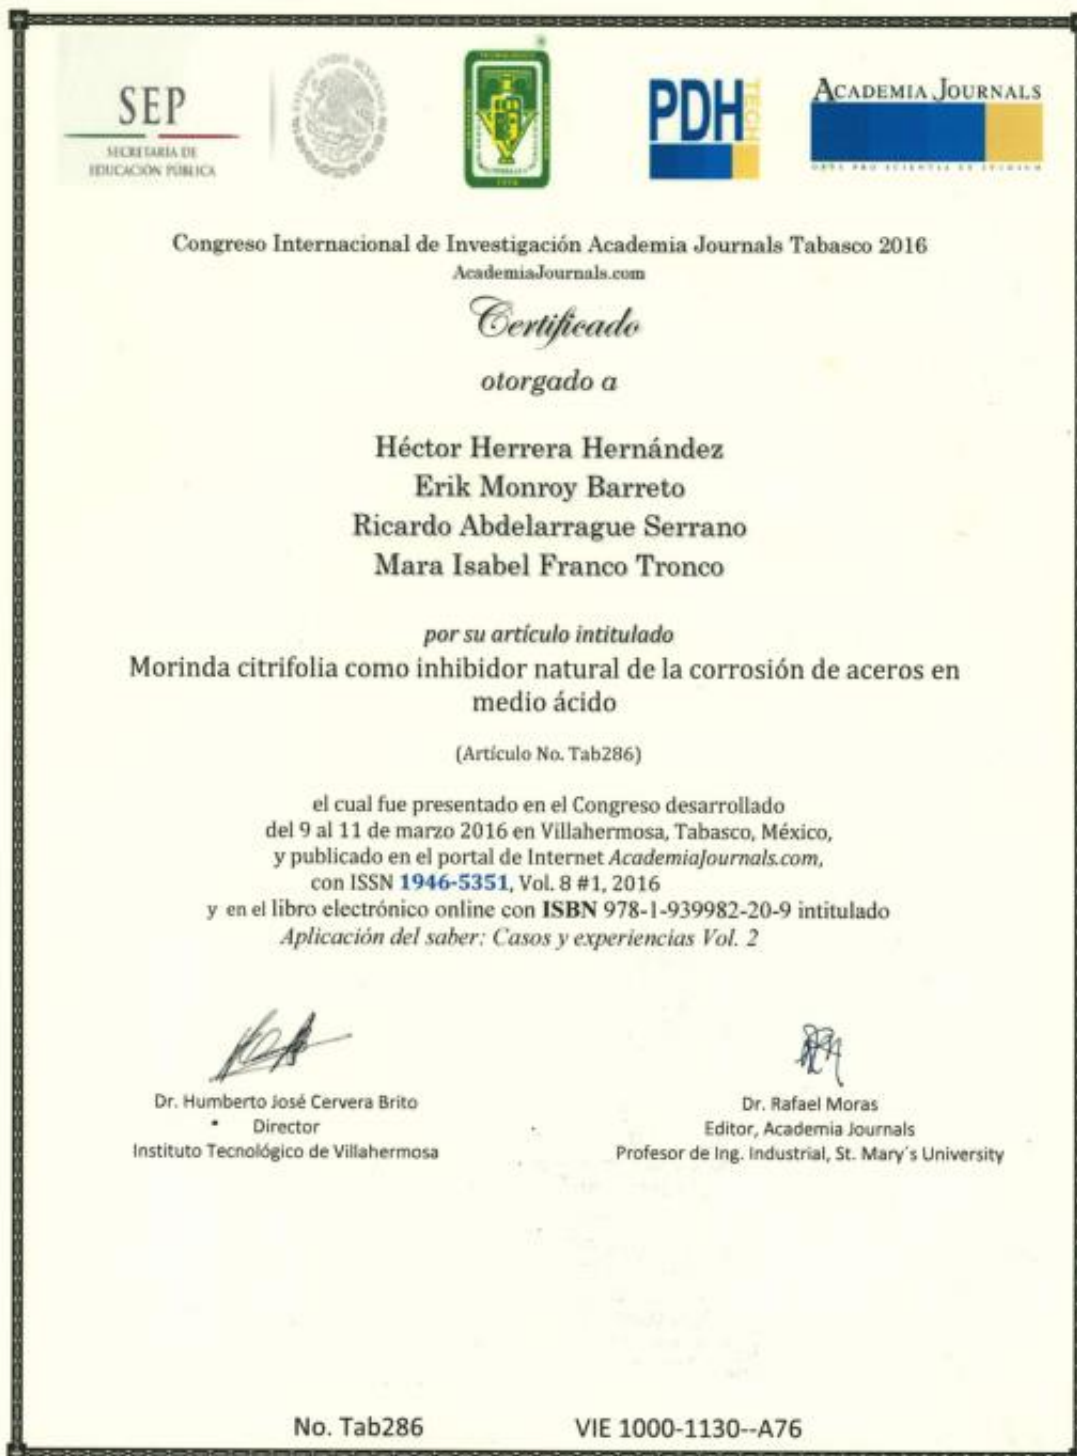 SEP
SECRETARÍA DE
EDUCACIÓN PÚBLICA
PDH
TECH
ACADEMIA JOURNALS
Congreso Internacional de Investigación Academia Journals Tabasco 2016
AcademiaJournals.com
Certificado
otorgado a
Héctor Herrera Hernández
Erik Monroy Barreto
Ricardo Abdelarrague Serrano
Mara Isabel Franco Tronco
por su artículo intitulado
Morinda citrifolia como inhibidor natural de la corrosión de aceros en
medio ácido
(Artículo No. Tab286)
el cual fue presentado en el Congreso desarrollado
del 9 al 11 de marzo 2016 en Villahermosa, Tabasco, México,
y publicado en el portal de Internet AcademiaJournals.com,
con ISSN 1946-5351, Vol. 8 #1, 2016
y en el libro electrónico online con ISBN 978-1-939982-20-9 intitulado
Aplicación del saber: Casos y experiencias Vol. 2
Dr. Humberto José Cervera Brito
Director
Instituto Tecnológico de Villahermosa
Dr. Rafael Moras
Editor, Academia Journals
Profesor de Ing. Industrial, St. Mary´s University
No. Tab286 VIE 1000-1130--A76